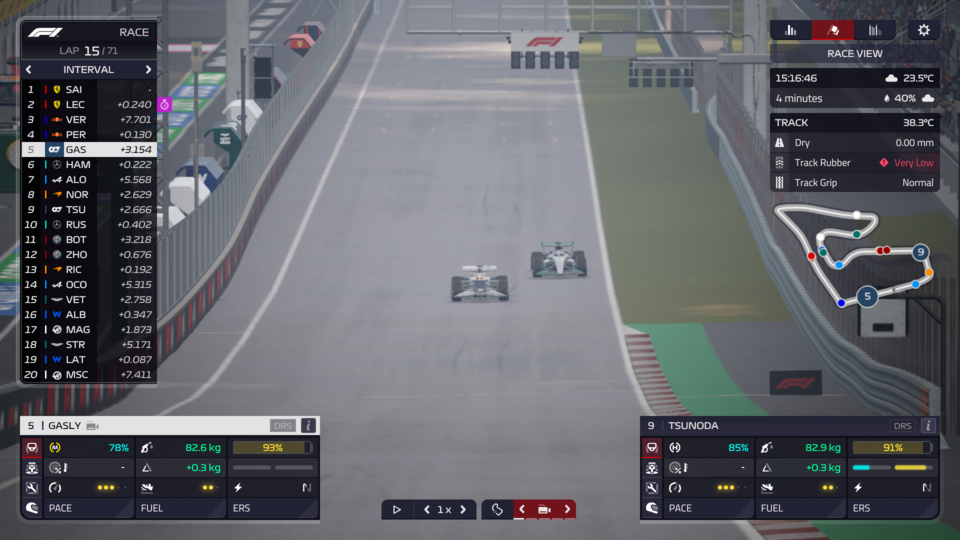 F1 RACE
LAP 15/71
INTERVAL
1 SAI -
2 LEC +0.240
3 VER +7.701
4 PER +0.130
5 GAS +3.154
6 HAM +0.222
7 ALO +5.568
8 NOR +2.629
9 TSU +2.666
10 RUS +0.402
11 BOT +3.218
12 ZHO +0.676
13 RIC +0.192
14 OCO +5.315
15 VET +2.758
16 ALB +0.347
17 MAG +1.873
18 STR +5.171
19 LAT +0.087
20 MSC +7.411
F1
RACE VIEW
15:16:46 23.5°C
4 minutes 40%
TRACK 38.3°C
Dry 0.00 mm
Track Rubber Very Low
Track Grip Normal
9
5
F1
5 GASLY DRS i
M 78% 82.6 kg 93%
- +0.3 kg
N
PACE FUEL ERS
1x
9 TSUNODA DRS i
H 85% 82.9 kg 91%
- +0.3 kg
N
PACE FUEL ERS